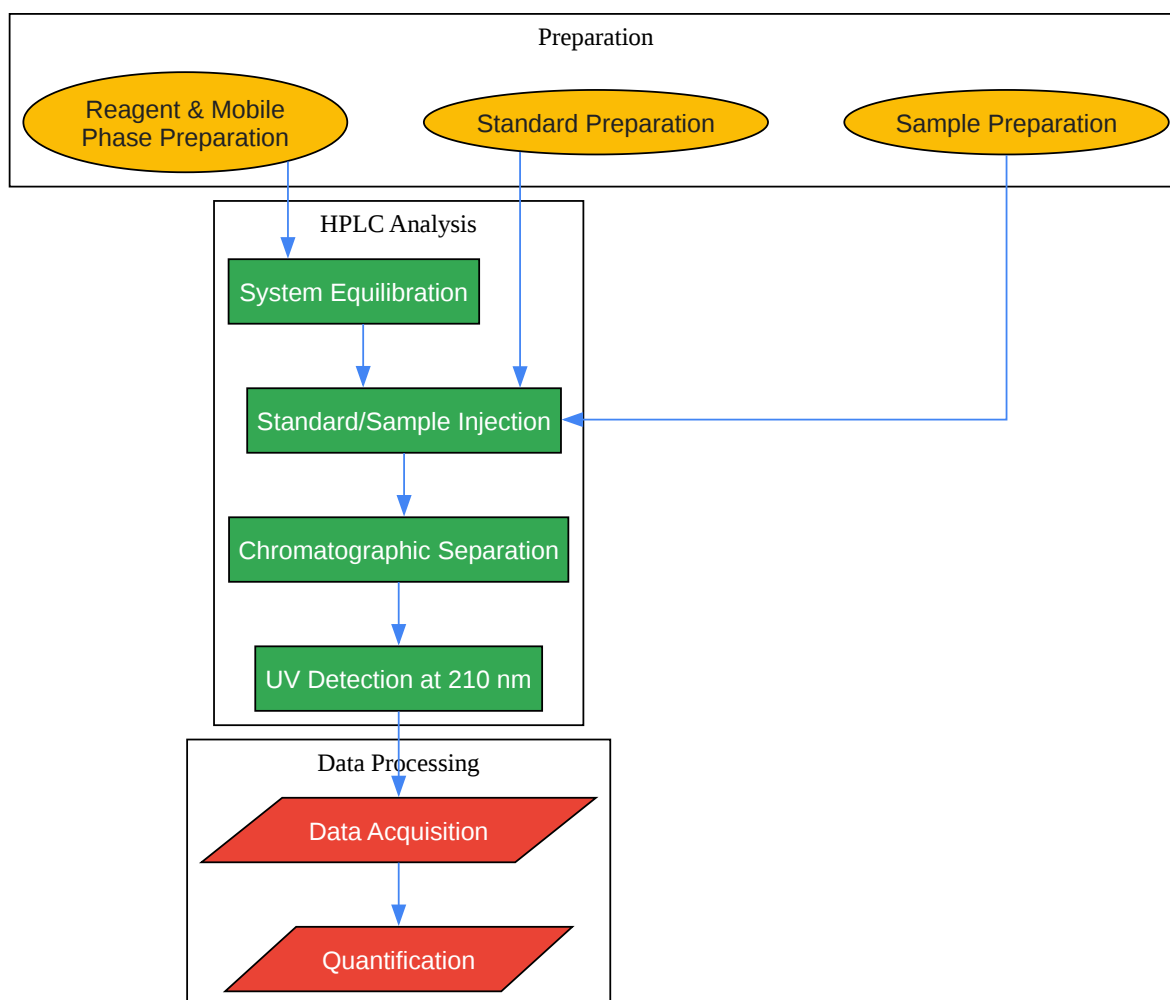 Preparation
Reagent & Mobile
Phase Preparation
Standard Preparation
Sample Preparation
HPLC Analysis
System Equilibration
Standard/Sample Injection
Chromatographic Separation
UV Detection at 210 nm
Data Processing
Data Acquisition
Quantification